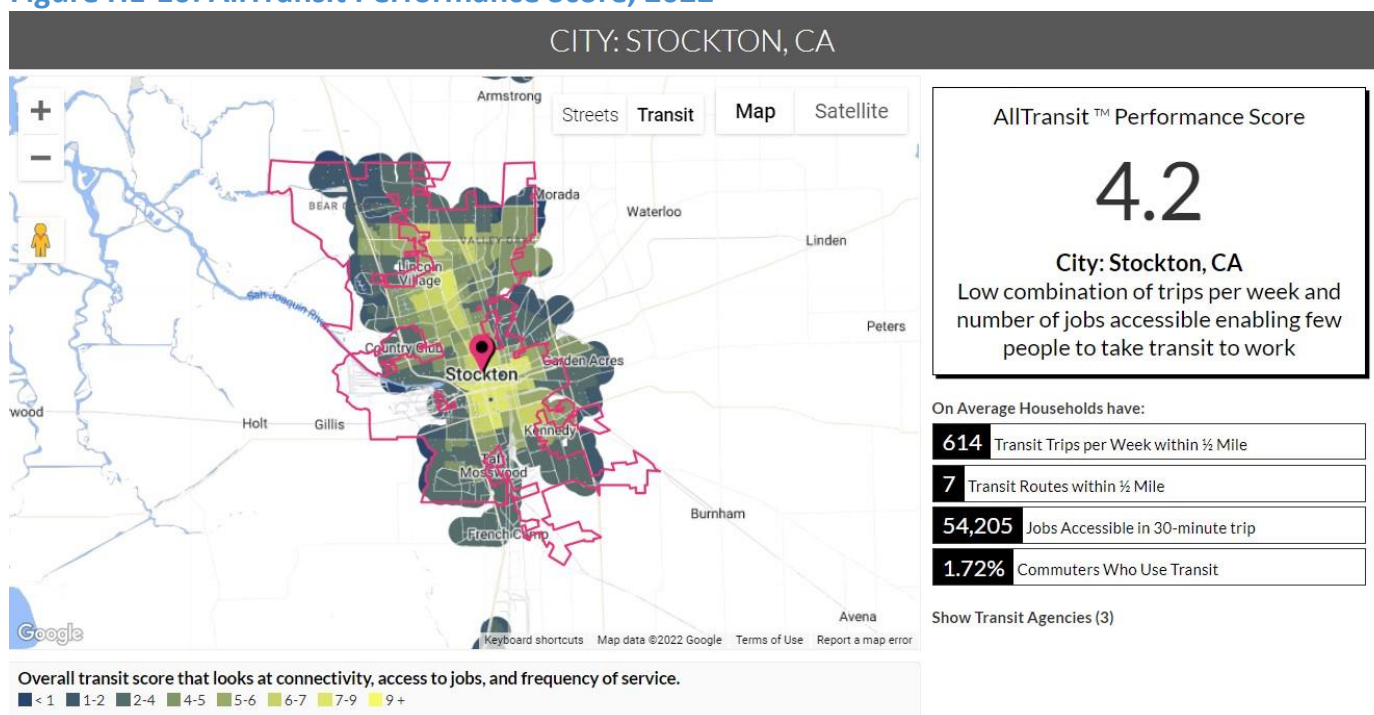 CITY: STOCKTON, CA
+
−
Streets
Transit
Map
Satellite
Armstrong
Morada
Waterloo
Linden
Lincoln
Village
San Joaquin River
Peters
Country Club
Garden Acres
Stockton
wood
Holt
Gillis
Kennedy
Taft
Mosswood
Burnham
French Camp
Avena
Google
Keyboard shortcuts
Map data ©2022 Google
Terms of Use
Report a map error
AllTransit ™ Performance Score
4.2
City: Stockton, CA
Low combination of trips per week and
number of jobs accessible enabling few
people to take transit to work
On Average Households have:
614 Transit Trips per Week within ½ Mile
7 Transit Routes within ½ Mile
54,205 Jobs Accessible in 30-minute trip
1.72% Commuters Who Use Transit
Show Transit Agencies (3)
Overall transit score that looks at connectivity, access to jobs, and frequency of service.
< 1 1-2 2-4 4-5 5-6 6-7 7-9 9 +